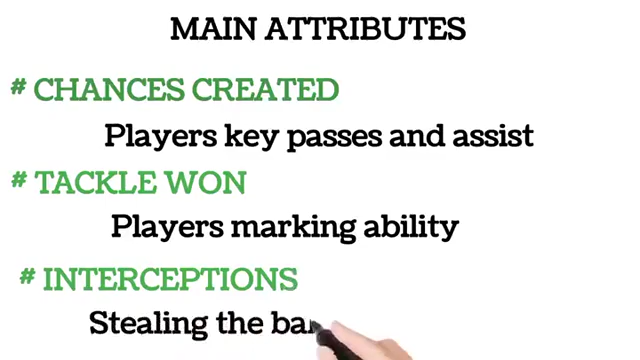 MAIN ATTRIBUTES
# CHANCES CREATED
Players key passes and assist
# TACKLE WON
Players marking ability
# INTERCEPTIONS
Stealing the